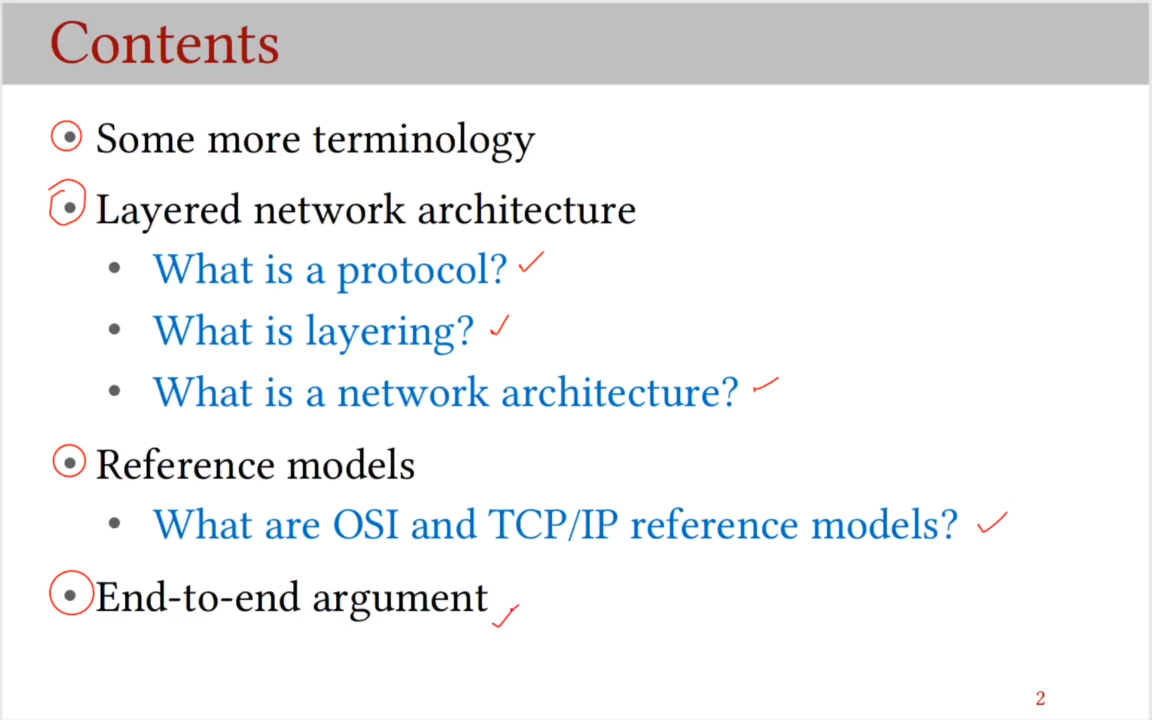 Contents
• Some more terminology
• Layered network architecture
• What is a protocol?
• What is layering?
• What is a network architecture?
• Reference models
• What are OSI and TCP/IP reference models?
• End-to-end argument
2